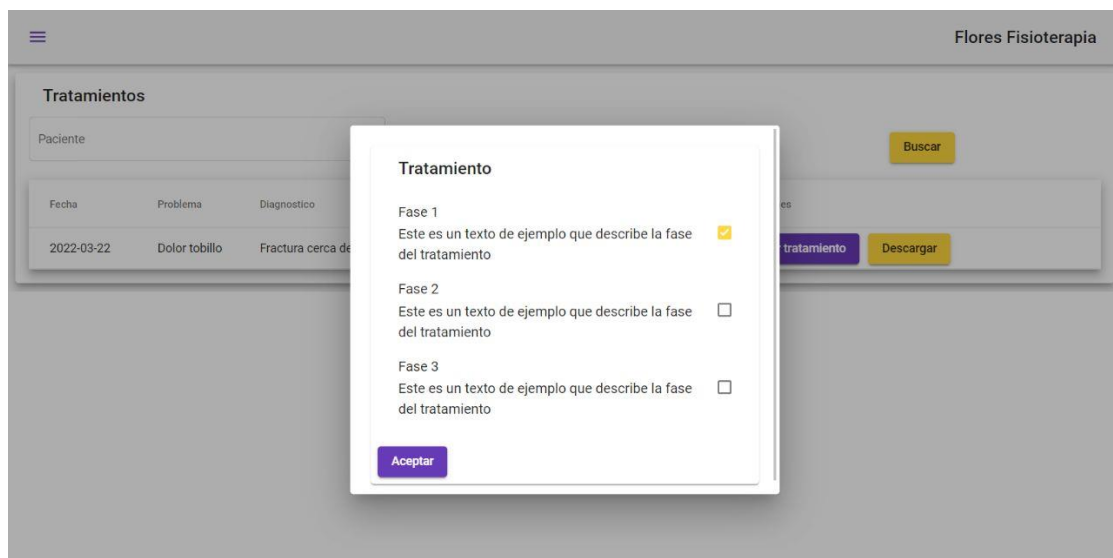 Flores Fisioterapia
Tratamientos
Paciente
Buscar
Fecha Problema Diagnostico es
2022-03-22 Dolor tobillo Fractura cerca de tratamiento Descargar
Tratamiento
Fase 1
Este es un texto de ejemplo que describe la fase
del tratamiento
Fase 2
Este es un texto de ejemplo que describe la fase
del tratamiento
Fase 3
Este es un texto de ejemplo que describe la fase
del tratamiento
Aceptar